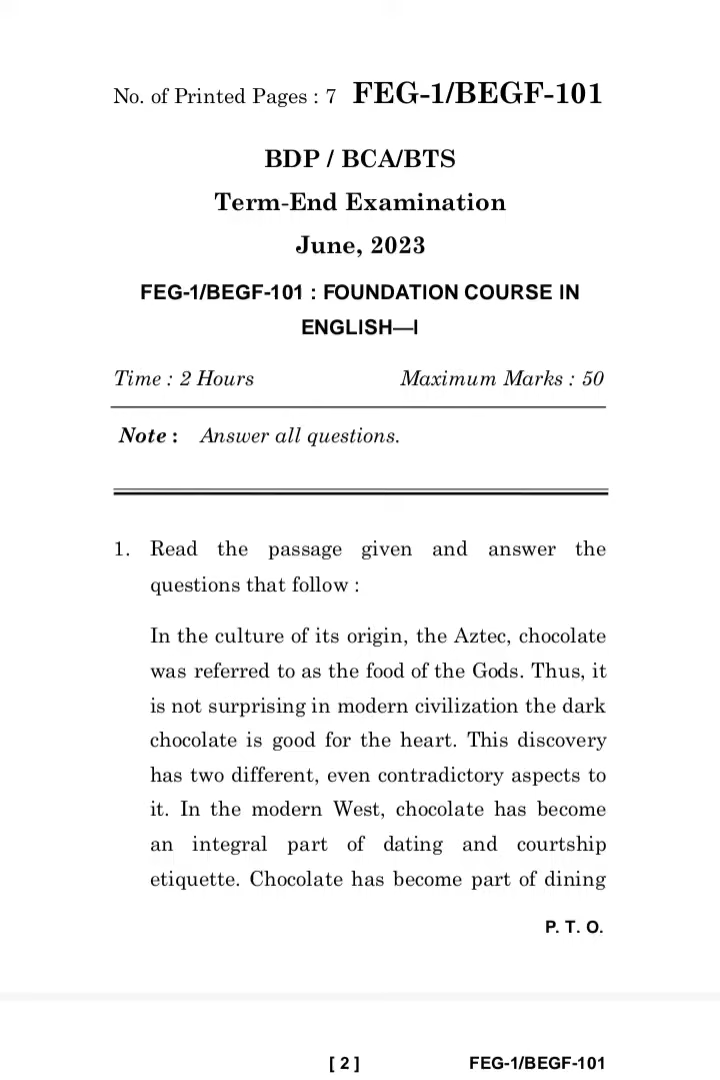 No. of Printed Pages : 7 FEG-1/BEGF-101
BDP / BCA/BTS
Term-End Examination
June, 2023
FEG-1/BEGF-101 : FOUNDATION COURSE IN
ENGLISH—I
Time : 2 Hours Maximum Marks : 50
Note : Answer all questions.
1. Read the passage given and answer the
questions that follow :
In the culture of its origin, the Aztec, chocolate
was referred to as the food of the Gods. Thus, it
is not surprising in modern civilization the dark
chocolate is good for the heart. This discovery
has two different, even contradictory aspects to
it. In the modern West, chocolate has become
an integral part of dating and courtship
etiquette. Chocolate has become part of dining
P. T. O.
[ 2 ] FEG-1/BEGF-101